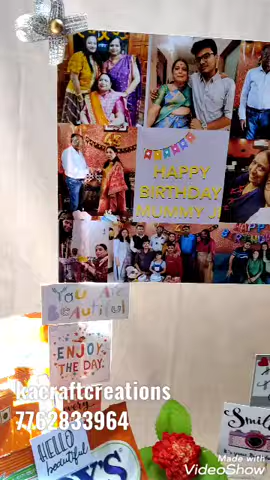 HAPPY
BIRTHDAY
MUMMY JI
You are
Beautiful
ENJOY
THE DAY
kacraftcreations
7762833964
HELLO
beautiful
Smile
Made with
VideoShow